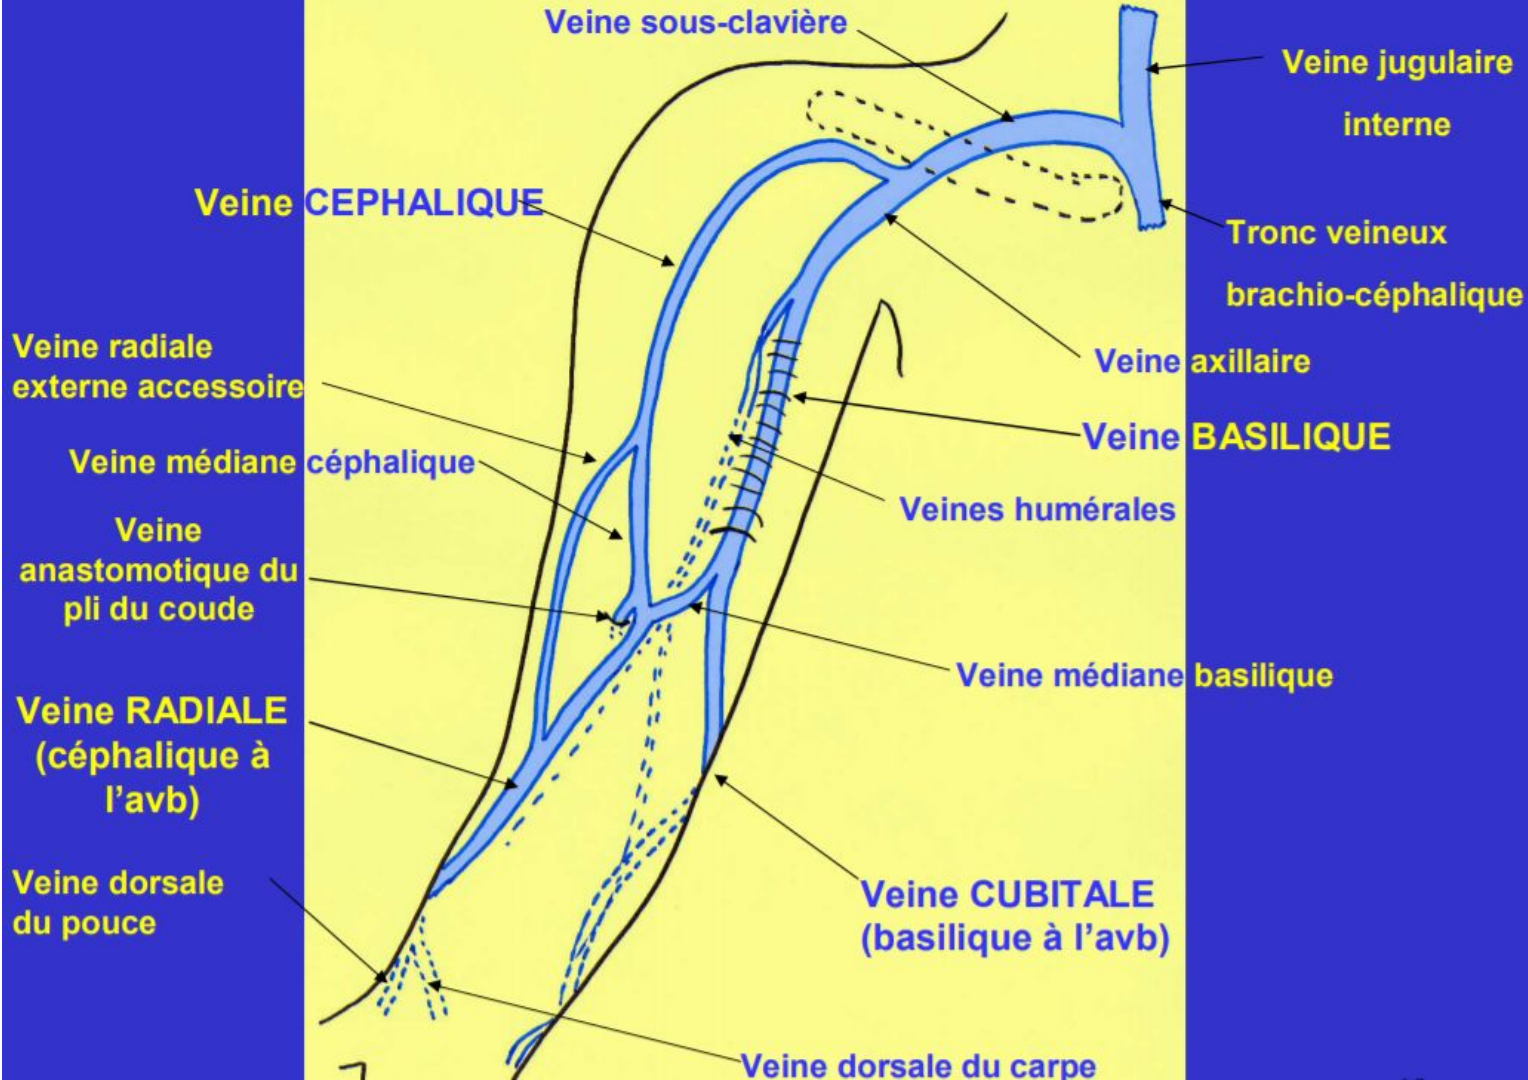 Veine sous-clavière
Veine jugulaire
interne
Veine CEPHALIQUE
Tronc veineux
brachio-céphalique
Veine radiale
externe accessoire
Veine axillaire
Veine BASILIQUE
Veine médiane céphalique
Veines humérales
Veine
anastomotique du
pli du coude
Veine médiane basilique
Veine RADIALE
(céphalique à
l’avb)
Veine dorsale
du pouce
Veine CUBITALE
(basilique à l’avb)
Veine dorsale du carpe